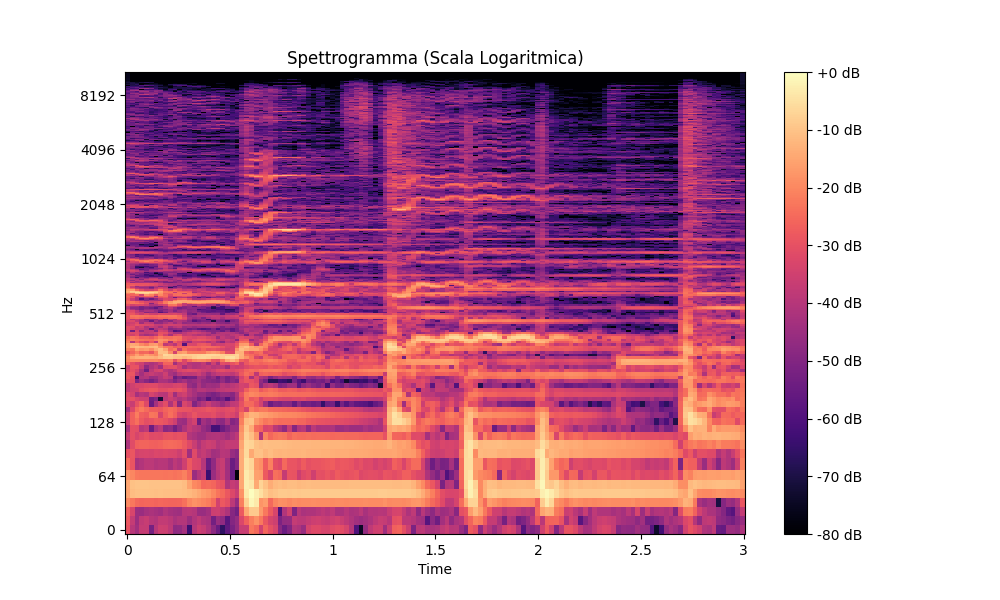 Spettrogramma (Scala Logaritmica)
Hz
8192
4096
2048
1024
512
256
128
64
0
0
0.5
1
1.5
2
2.5
3
Time
+0 dB
-10 dB
-20 dB
-30 dB
-40 dB
-50 dB
-60 dB
-70 dB
-80 dB